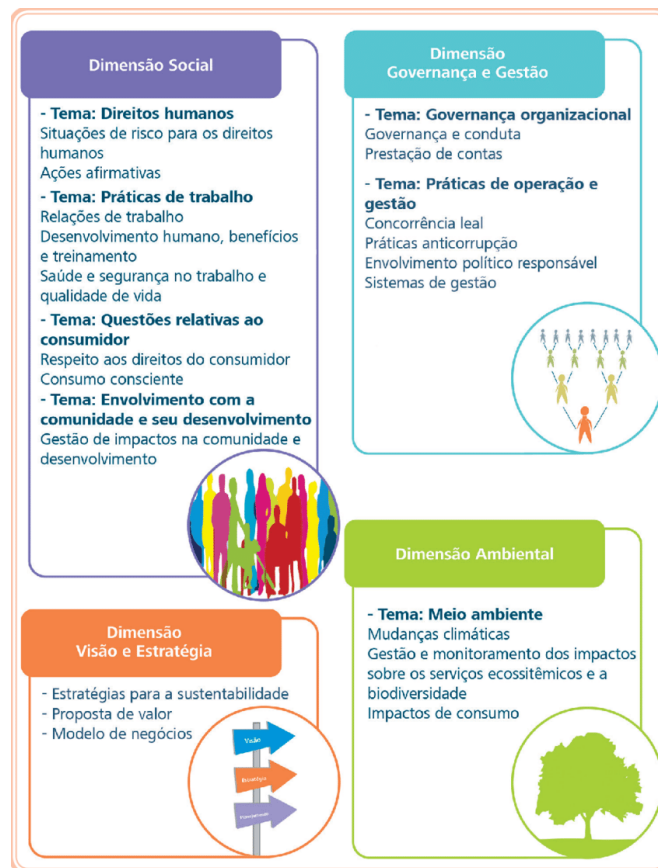 Dimensão Social
- Tema: Direitos humanos
Situações de risco para os direitos
humanos
Ações afirmativas
- Tema: Práticas de trabalho
Relações de trabalho
Desenvolvimento humano, benefícios
e treinamento
Saúde e segurança no trabalho e
qualidade de vida
- Tema: Questões relativas ao
consumidor
Respeito aos direitos do consumidor
Consumo consciente
- Tema: Envolvimento com a
comunidade e seu desenvolvimento
Gestão de impactos na comunidade e
desenvolvimento
Dimensão
Governança e Gestão
- Tema: Governança organizacional
Governança e conduta
Prestação de contas
- Tema: Práticas de operação e
gestão
Concorrência leal
Práticas anticorrupção
Envolvimento político responsável
Sistemas de gestão
Dimensão
Visão e Estratégia
- Estratégias para a sustentabilidade
- Proposta de valor
- Modelo de negócios
Visão
Estratégia
Dimensão Ambiental
- Tema: Meio ambiente
Mudanças climáticas
Gestão e monitoramento dos impactos
sobre os serviços ecossitêmicos e a
biodiversidade
Impactos de consumo